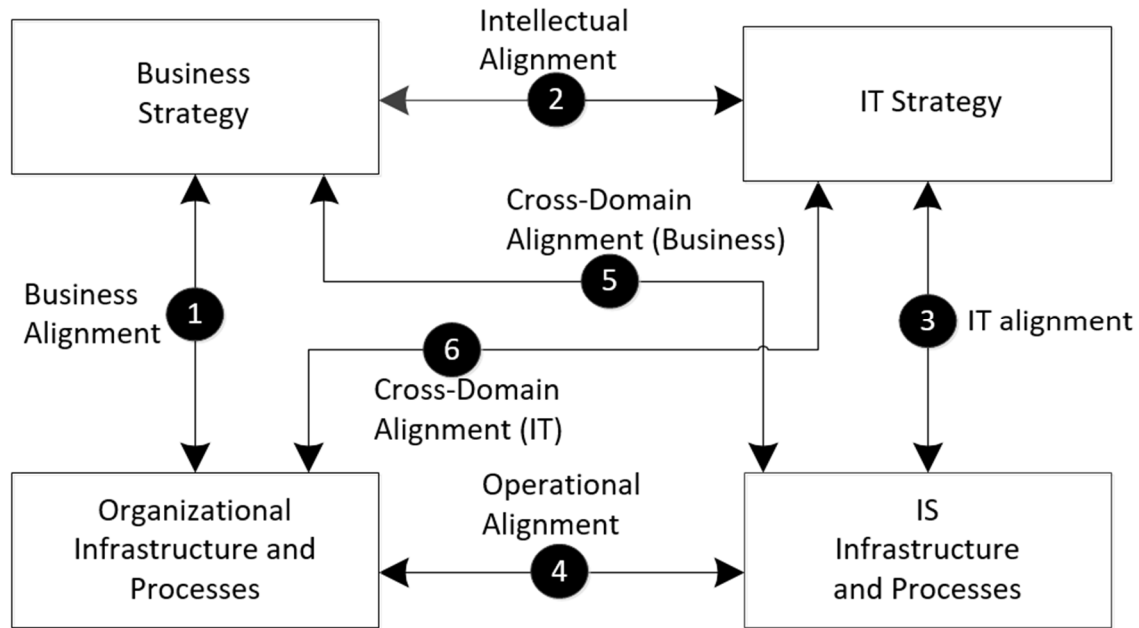 Intellectual
Alignment
Business
Strategy
2
IT Strategy
Cross-Domain
Alignment (Business)
5
Business
Alignment
1
3
IT alignment
6
Cross-Domain
Alignment (IT)
Operational
Alignment
Organizational
Infrastructure and
Processes
4
IS
Infrastructure
and Processes